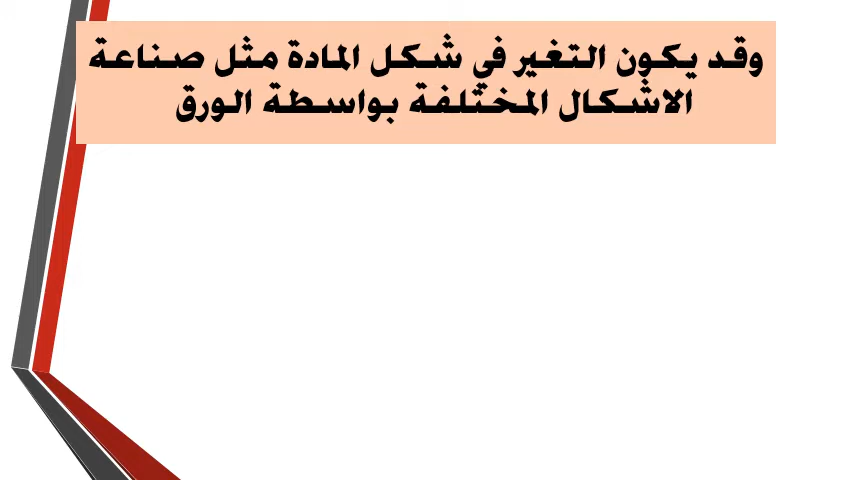 وقد يكون التغير في شكل المادة مثل صناعة
الاشكال المختلفة بواسطة الورق